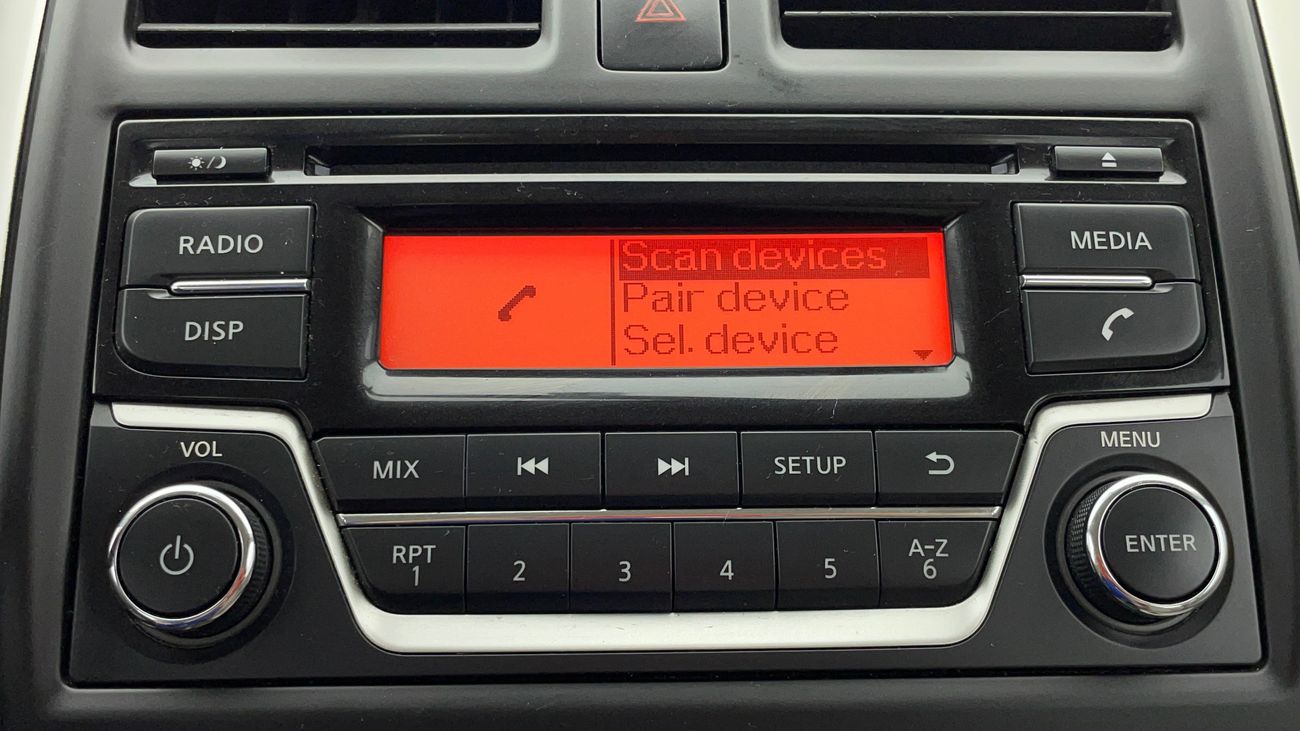 RADIO
DISP
Scan devices
Pair device
Sel. device
MEDIA
VOL
MENU
MIX
SETUP
RPT
1
2
3
4
5
A-Z
6
ENTER